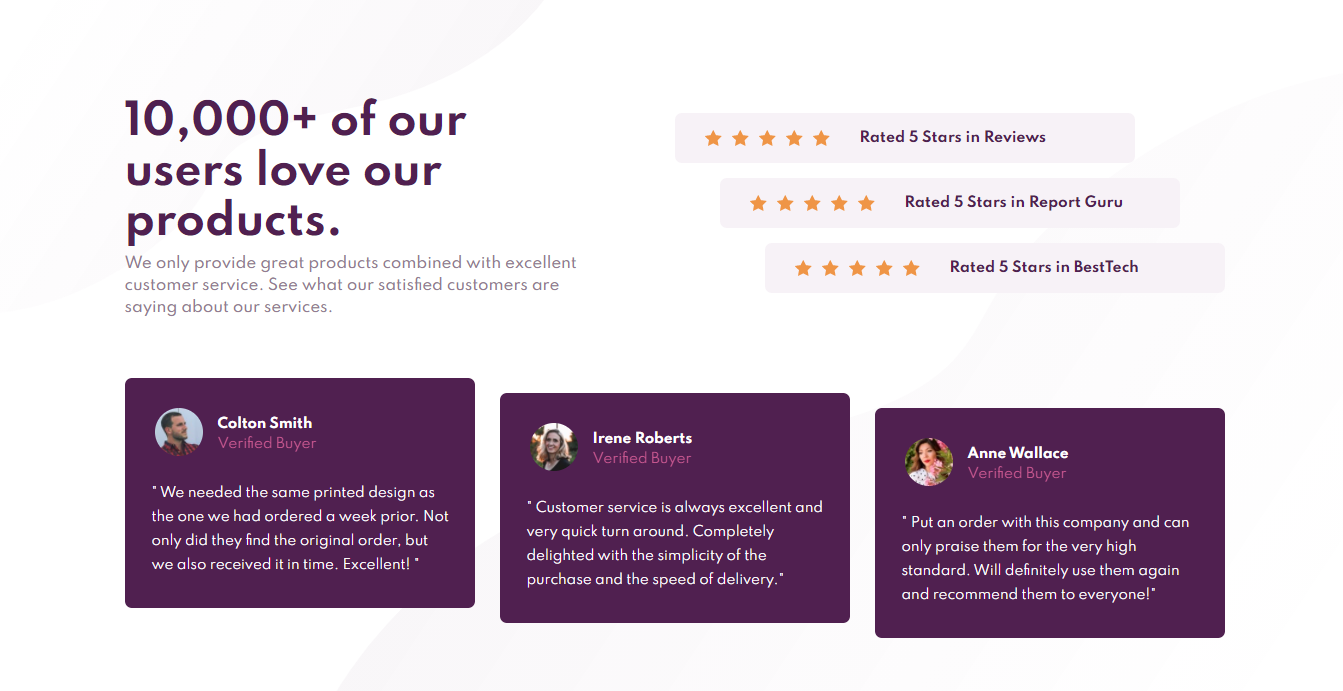 10,000+ of our
users love our
products.
We only provide great products combined with excellent
customer service. See what our satisfied customers are
saying about our services.
Rated 5 Stars in Reviews
Rated 5 Stars in Report Guru
Rated 5 Stars in BestTech
Colton Smith
Verified Buyer
" We needed the same printed design as
the one we had ordered a week prior. Not
only did they find the original order, but
we also received it in time. Excellent! "
Irene Roberts
Verified Buyer
" Customer service is always excellent and
very quick turn around. Completely
delighted with the simplicity of the
purchase and the speed of delivery."
Anne Wallace
Verified Buyer
" Put an order with this company and can
only praise them for the very high
standard. Will definitely use them again
and recommend them to everyone!"